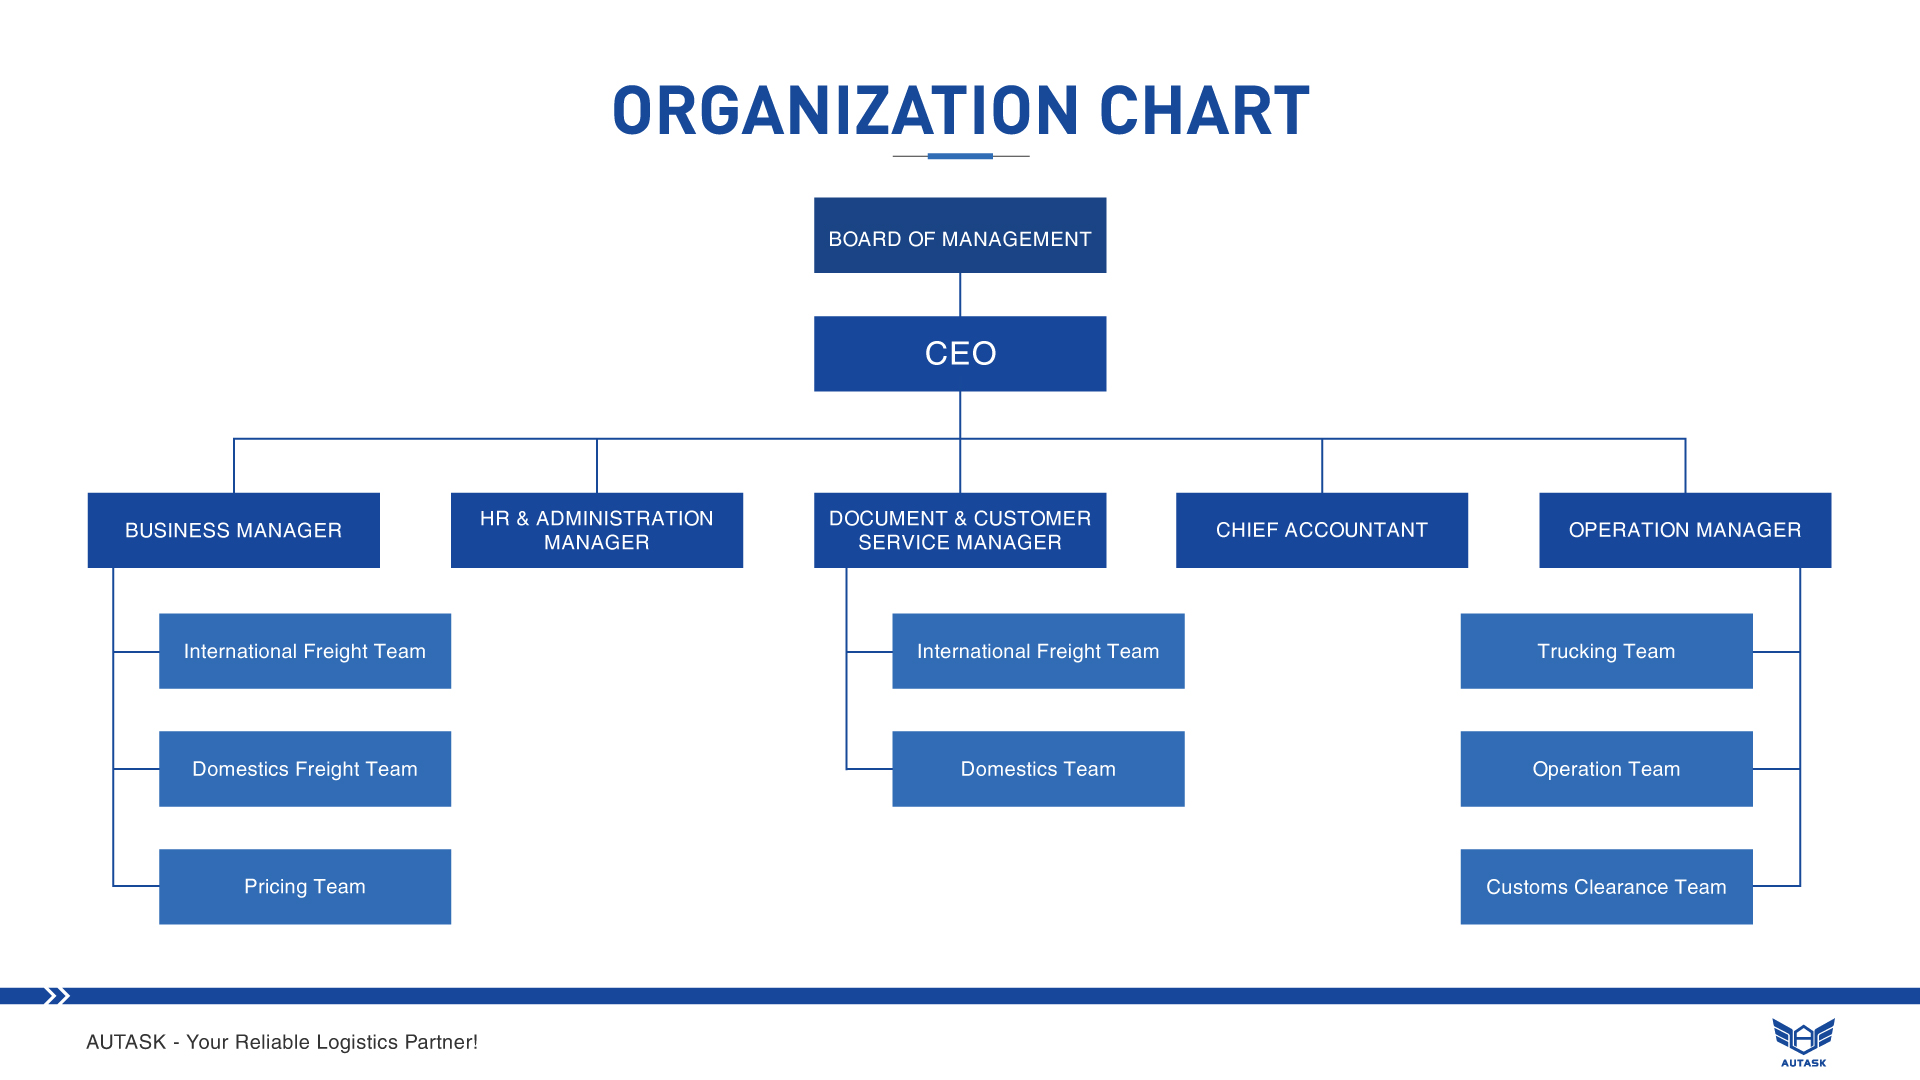 ORGANIZATION CHART
BOARD OF MANAGEMENT
CEO
BUSINESS MANAGER
HR & ADMINISTRATION
MANAGER
DOCUMENT & CUSTOMER
SERVICE MANAGER
CHIEF ACCOUNTANT
OPERATION MANAGER
International Freight Team
International Freight Team
Trucking Team
Domestics Freight Team
Domestics Team
Operation Team
Pricing Team
Customs Clearance Team
AUTASK - Your Reliable Logistics Partner!
AUTASK